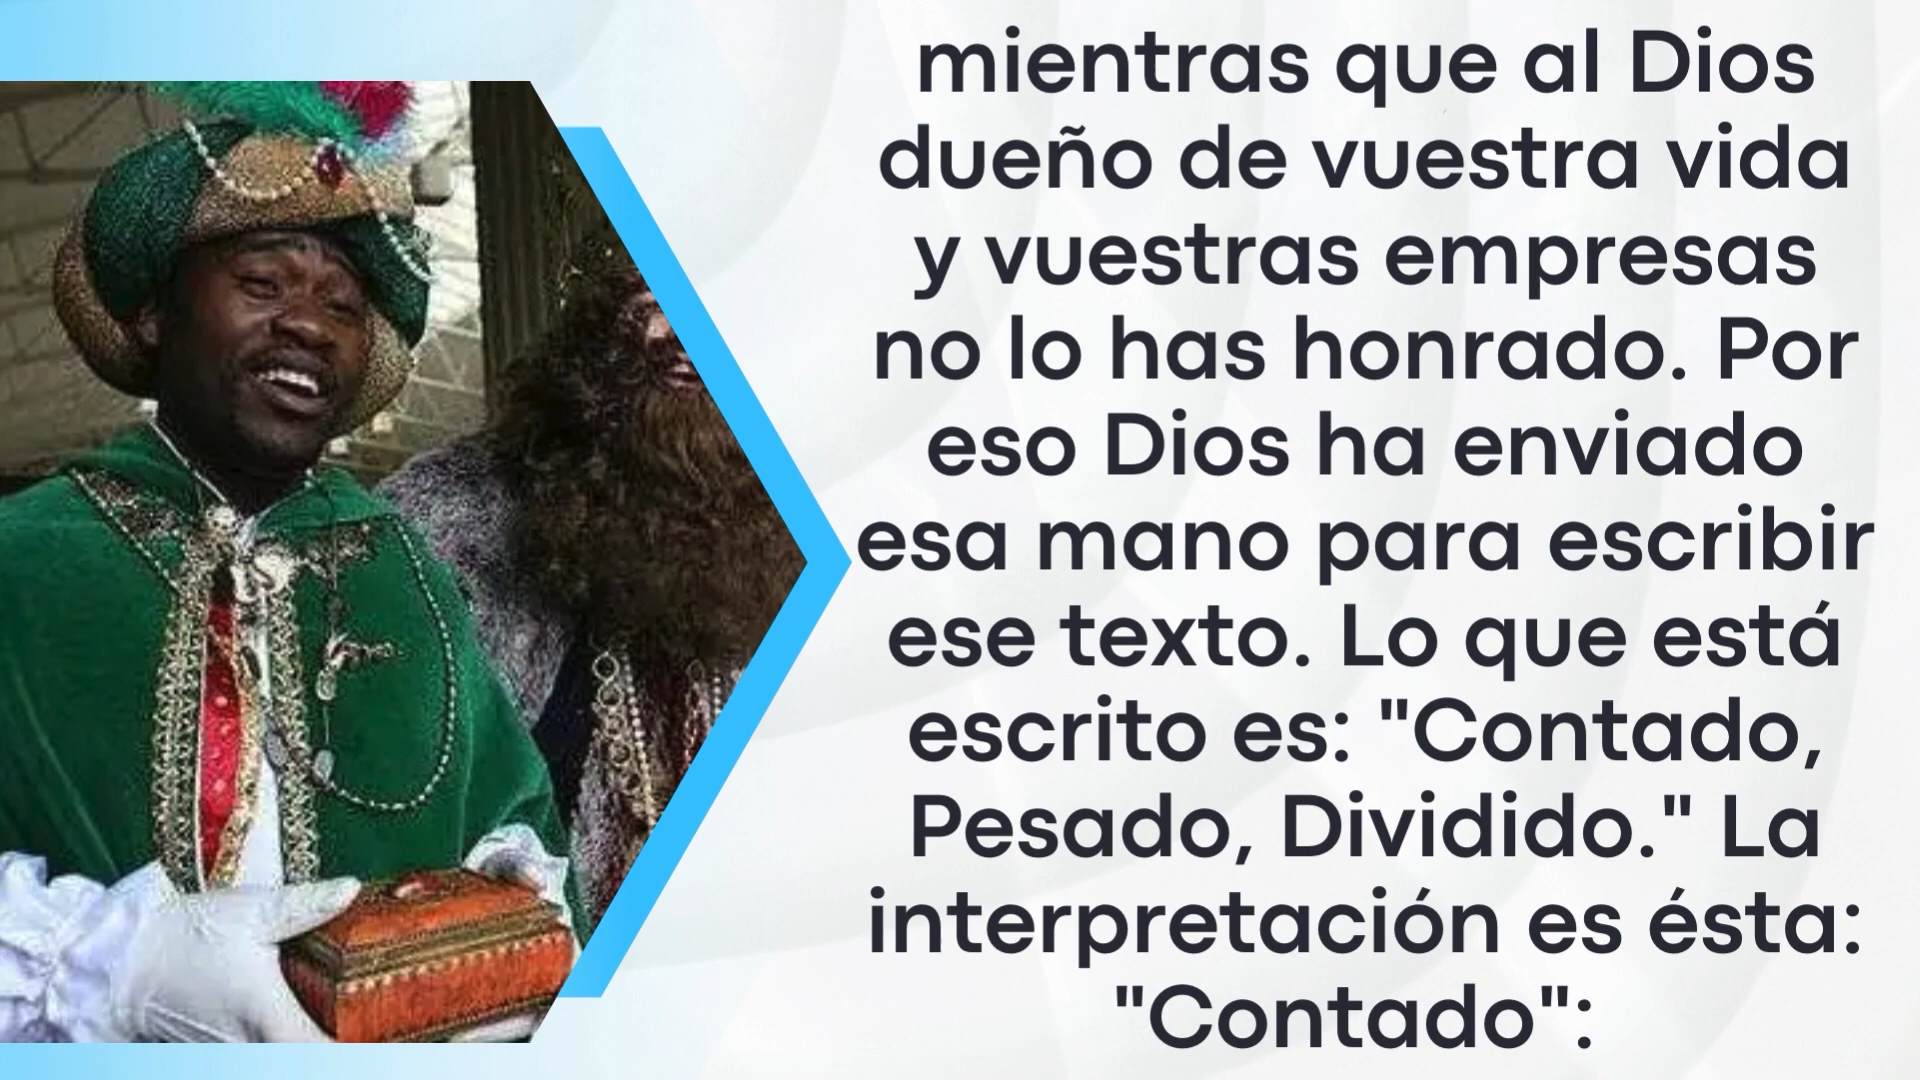 mientras que al Dios
dueño de vuestra vida
y vuestras empresas
no lo has honrado. Por
eso Dios ha enviado
esa mano para escribir
ese texto. Lo que está
escrito es: "Contado,
Pesado, Dividido." La
interpretación es ésta:
"Contado":